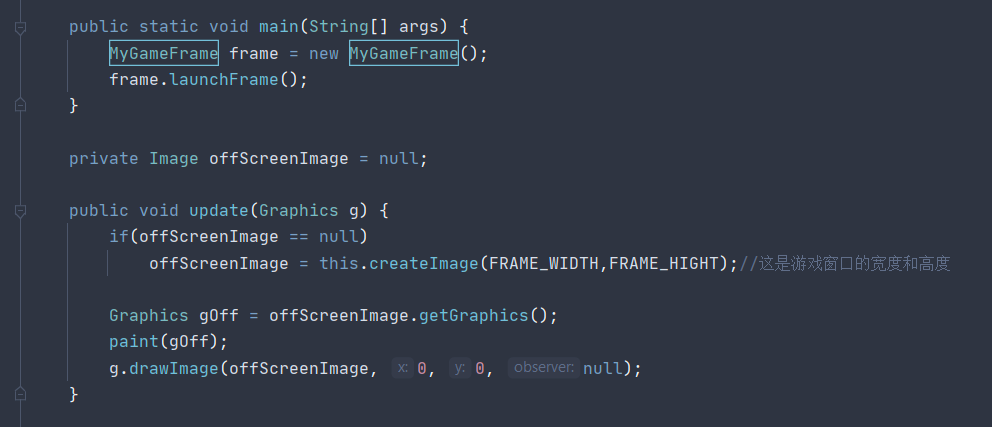 public static void main(String[] args) {
MyGameFrame frame = new MyGameFrame();
frame.launchFrame();
}
private Image offScreenImage = null;
public void update(Graphics g) {
if(offScreenImage == null)
offScreenImage = this.createImage(FRAME_WIDTH,FRAME_HIGHT);//这是游戏窗口的宽度和高度
Graphics gOff = offScreenImage.getGraphics();
paint(gOff);
g.drawImage(offScreenImage, x: 0, y: 0, observer: null);
}